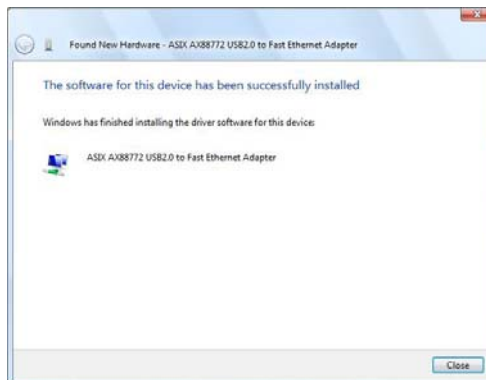 Found New Hardware - ASIX AX88772 USB2.0 to Fast Ethernet Adapter
The software for this device has been successfully installed
Windows has finished installing the driver software for this device:
ASIX AX88772 USB2.0 to Fast Ethernet Adapter
Close